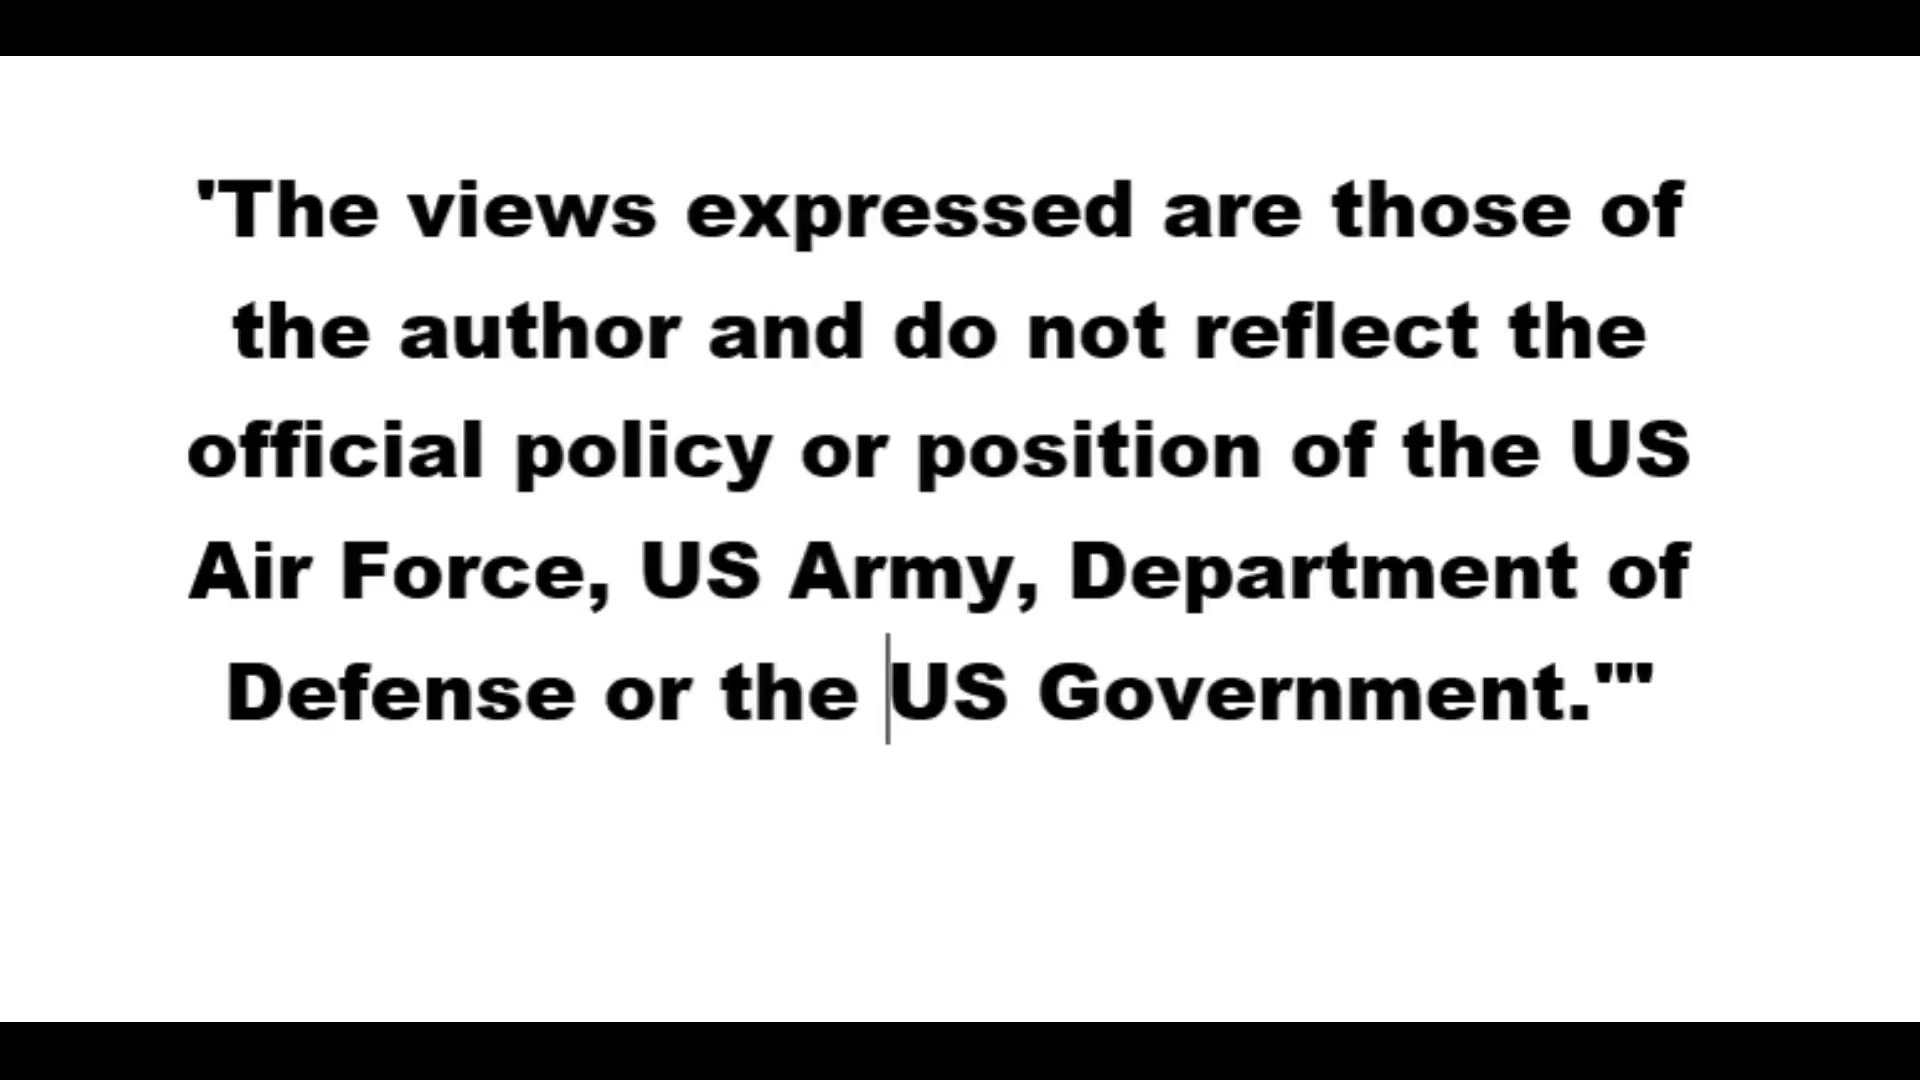 'The views expressed are those of
the author and do not reflect the
official policy or position of the US
Air Force, US Army, Department of
Defense or the US Government.'"